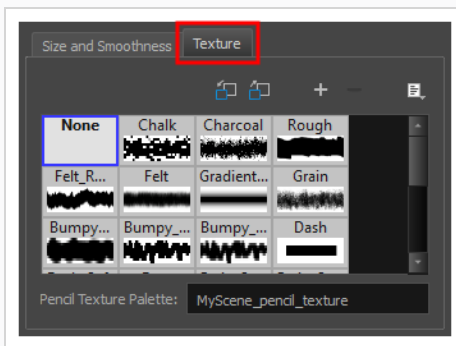 Size and Smoothness Texture
None Chalk Charcoal Rough
Felt_R... Felt Gradient... Grain
Bumpy... Bumpy_... Bumpy_... Dash
Pencil Texture Palette: MyScene_pencil_texture